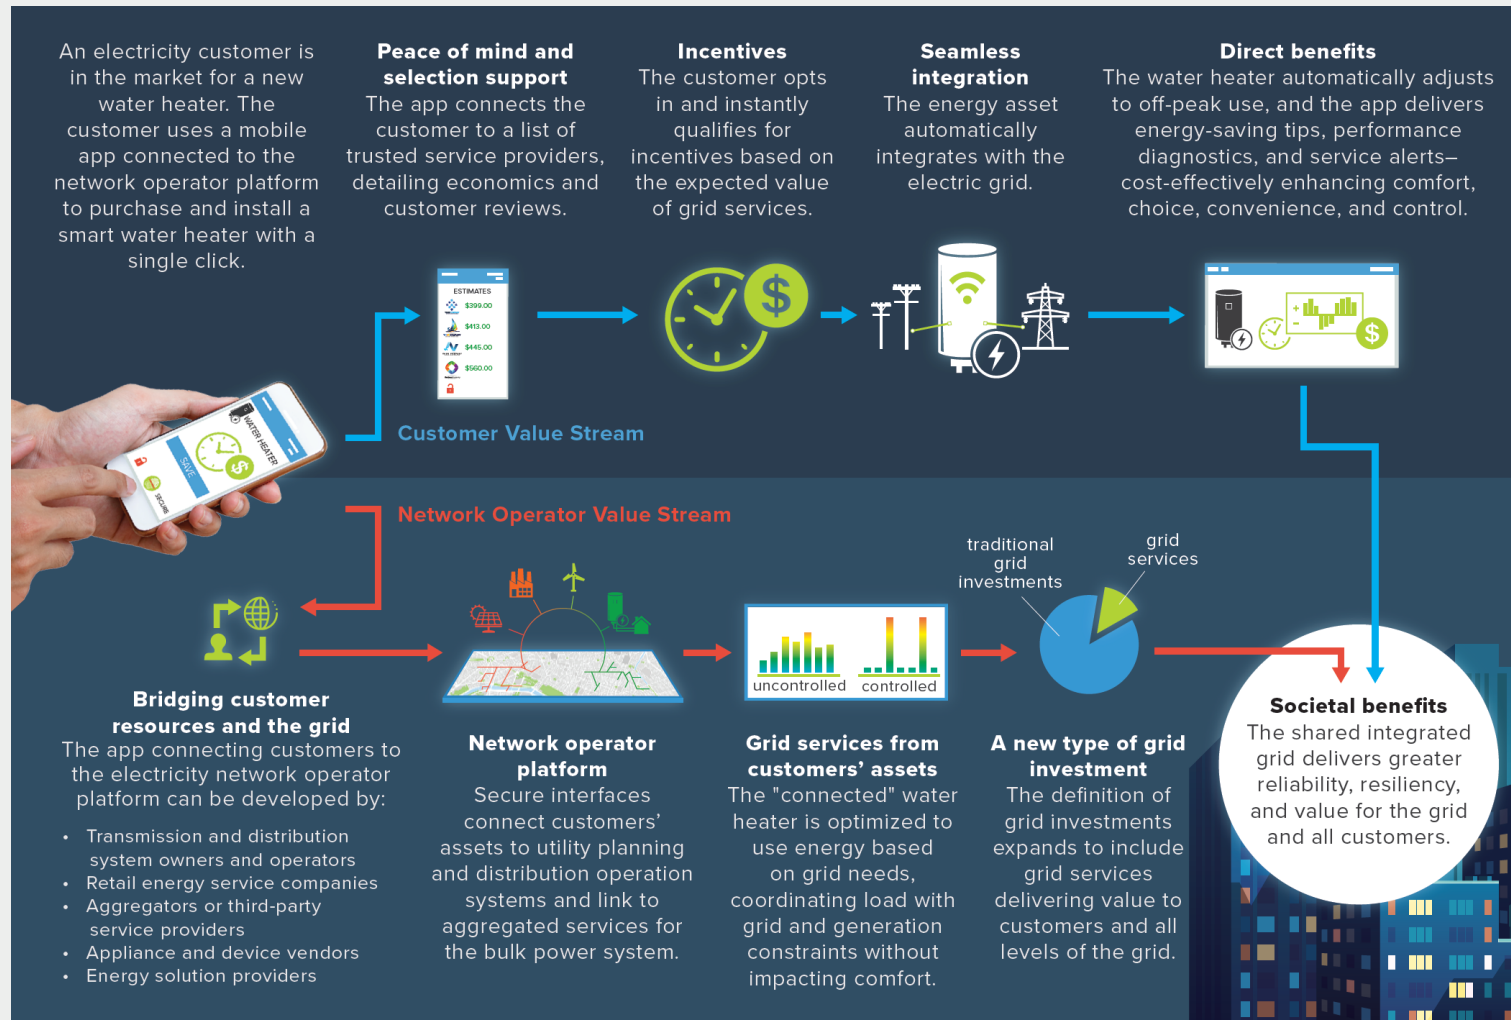 An electricity customer is
in the market for a new
water heater. The
customer uses a mobile
app connected to the
network operator platform
to purchase and install a
smart water heater with a
single click.
Peace of mind and
selection support
The app connects the
customer to a list of
trusted service providers,
detailing economics and
customer reviews.
Incentives
The customer opts
in and instantly
qualifies for
incentives based on
the expected value
of grid services.
Seamless
integration
The energy asset
automatically
integrates with the
electric grid.
Direct benefits
The water heater automatically adjusts
to off-peak use, and the app delivers
energy-saving tips, performance
diagnostics, and service alerts–
cost-effectively enhancing comfort,
choice, convenience, and control.
ESTIMATES
$399.00
$413.00
$445.00
$560.00
$
+
–
$
WATER HEATER
$
SAVE
SECURE
Customer Value Stream
Network Operator Value Stream
Bridging customer
resources and the grid
The app connecting customers to
the electricity network operator
platform can be developed by:
• Transmission and distribution
system owners and operators
• Retail energy service companies
• Aggregators or third-party
service providers
• Appliance and device vendors
• Energy solution providers
Network operator
platform
Secure interfaces
connect customers'
assets to utility planning
and distribution operation
systems and link to
aggregated services for
the bulk power system.
uncontrolled controlled
Grid services from
customers' assets
The "connected" water
heater is optimized to
use energy based
on grid needs,
coordinating load with
grid and generation
constraints without
impacting comfort.
traditional
grid
investments
grid
services
A new type of grid
investment
The definition of
grid investments
expands to include
grid services
delivering value to
customers and all
levels of the grid.
Societal benefits
The shared integrated
grid delivers greater
reliability, resiliency,
and value for the grid
and all customers.